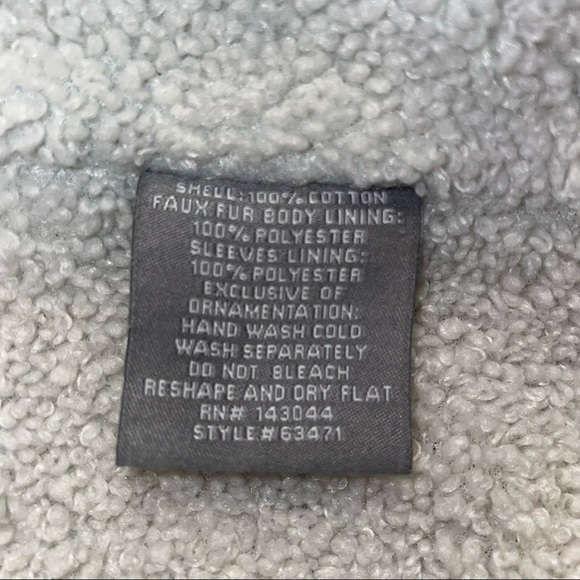 SHELL: 100% COTTON
FAUX FUR BODY LINING:
100% POLYESTER
SLEEVES LINING:
100% POLYESTER
EXCLUSIVE OF
ORNAMENTATION:
HAND WASH COLD
WASH SEPARATELY
DO NOT BLEACH
RESHAPE AND DRY FLAT
RN# 143044
STYLE# 63471